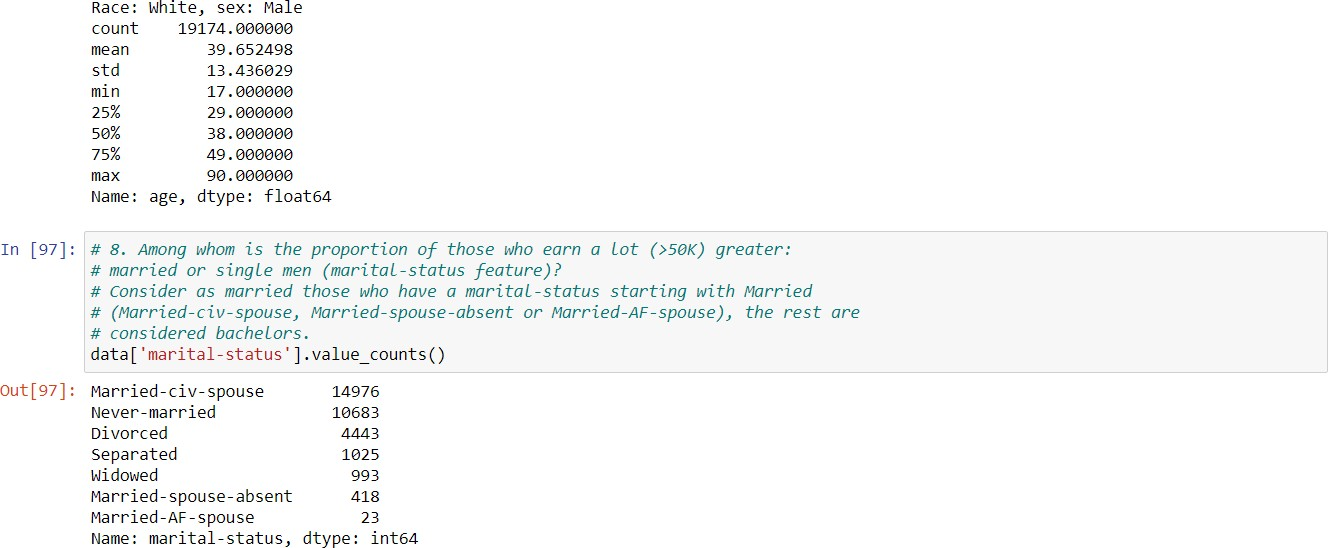 Race: White, sex: Male
count    19174.000000
mean        39.652498
std         13.436029
min         17.000000
25%         29.000000
50%         38.000000
75%         49.000000
max         90.000000
Name: age, dtype: float64
In [97]: # 8. Among whom is the proportion of those who earn a lot (>50K) greater:
# married or single men (marital-status feature)?
# Consider as married those who have a marital-status starting with Married
# (Married-civ-spouse, Married-spouse-absent or Married-AF-spouse), the rest are
# considered bachelors.
data['marital-status'].value_counts()
Out[97]: Married-civ-spouse       14976
Never-married            10683
Divorced                  4443
Separated                 1025
Widowed                    993
Married-spouse-absent      418
Married-AF-spouse           23
Name: marital-status, dtype: int64